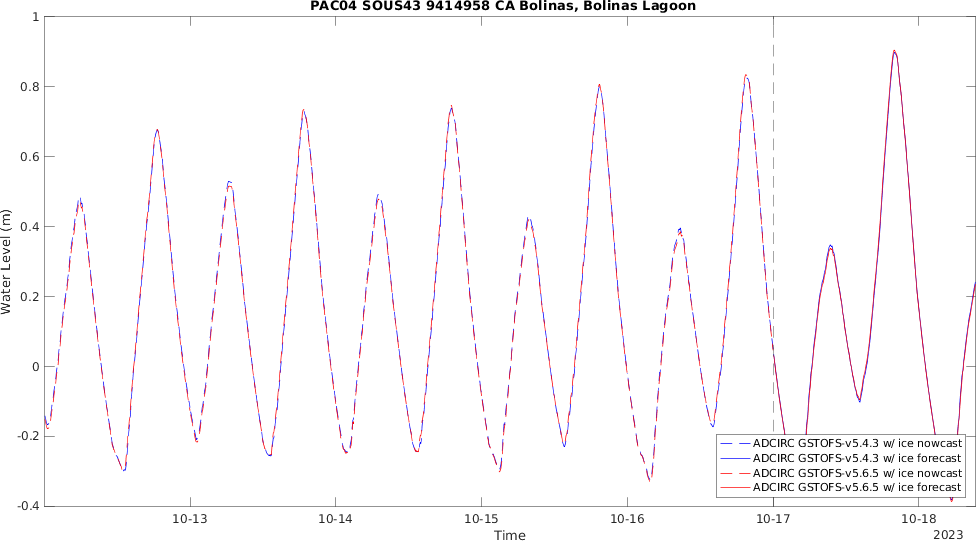 PAC04 SOUS43 9414958 CA Bolinas, Bolinas Lagoon
1
0.8
0.6
0.4
0.2
0
-0.2
-0.4
Water Level (m)
10-13
10-14
10-15
10-16
10-17
10-18
Time
2023
ADCIRC GSTOFS-v5.4.3 w/ ice nowcast
ADCIRC GSTOFS-v5.4.3 w/ ice forecast
ADCIRC GSTOFS-v5.6.5 w/ ice nowcast
ADCIRC GSTOFS-v5.6.5 w/ ice forecast